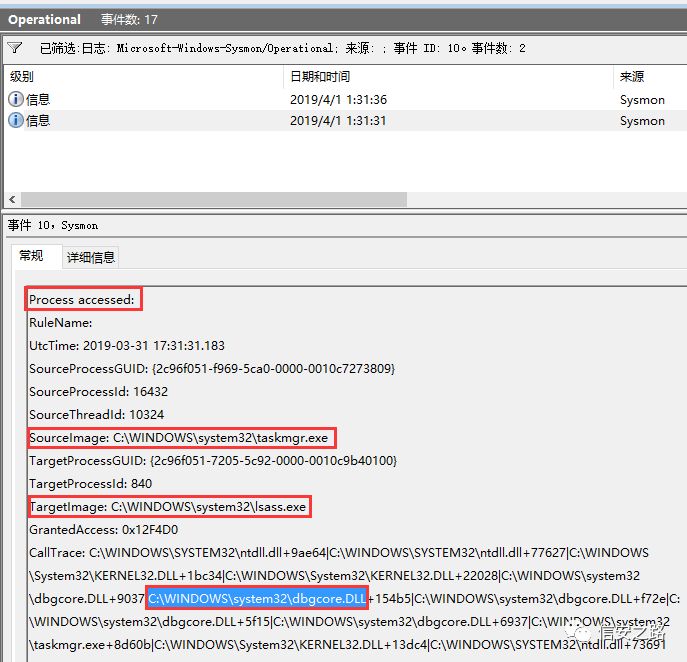 Operational 事件数: 17
已筛选:日志: Microsoft-Windows-Sysmon/Operational; 来源: ; 事件 ID: 10。事件数: 2
级别 日期和时间 来源
信息 2019/4/1 1:31:36 Sysmon
信息 2019/4/1 1:31:31 Sysmon
事件 10，Sysmon
常规 详细信息
Process accessed:
RuleName:
UtcTime: 2019-03-31 17:31:31.183
SourceProcessGUID: {2c96f051-f969-5ca0-0000-0010c7273809}
SourceProcessId: 16432
SourceThreadId: 10324
SourceImage: C:\WINDOWS\system32\taskmgr.exe
TargetProcessGUID: {2c96f051-7205-5c92-0000-0010c9b40100}
TargetProcessId: 840
TargetImage: C:\WINDOWS\system32\lsass.exe
GrantedAccess: 0x12F4D0
CallTrace: C:\WINDOWS\SYSTEM32\ntdll.dll+9ae64|C:\WINDOWS\SYSTEM32\ntdll.dll+77627|C:\WINDOWS
\System32\KERNEL32.DLL+1bc34|C:\WINDOWS\System32\KERNEL32.DLL+22028|C:\WINDOWS\system32
\dbgcore.DLL+9037|C:\WINDOWS\system32\dbgcore.DLL+154b5|C:\WINDOWS\system32\dbgcore.DLL+f72e|C:
\WINDOWS\system32\dbgcore.DLL+5f15|C:\WINDOWS\system32\dbgcore.DLL+6937|C:\WINDOWS\system32
\taskmgr.exe+8d60b|C:\WINDOWS\System32\KERNEL32.DLL+13dc4|C:\WINDOWS\SYSTEM32\ntdll.dll+73691
信安之路